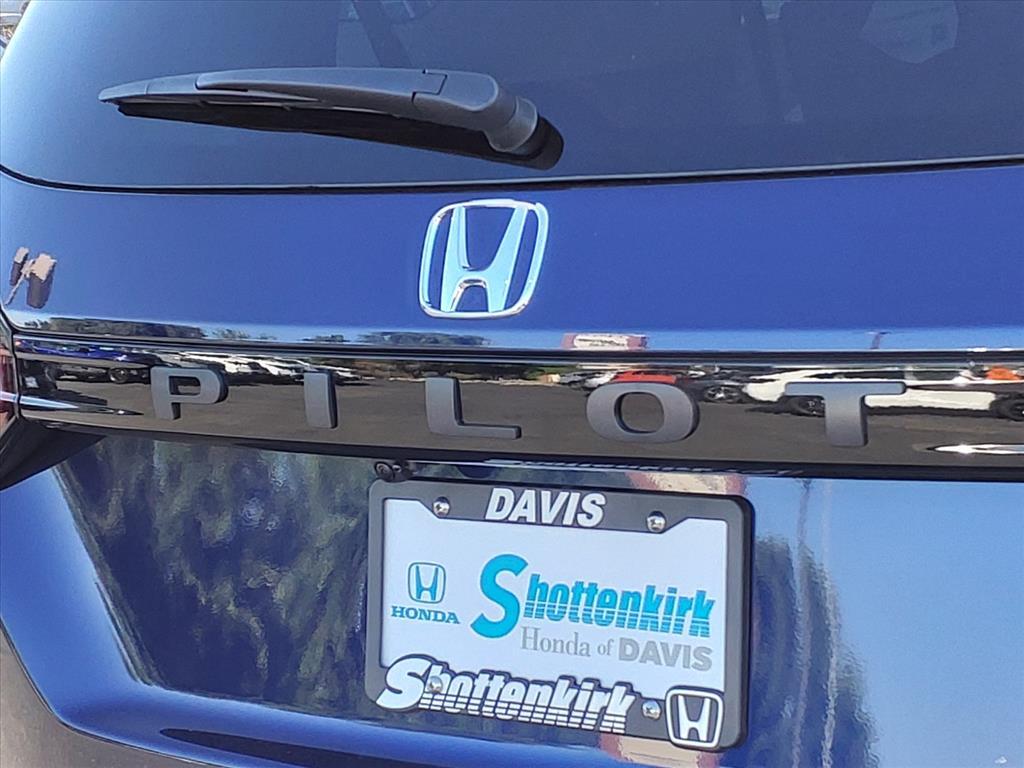 PILOT
DAVIS
HONDA
Shottenkirk
Honda of DAVIS
Shottenkirk